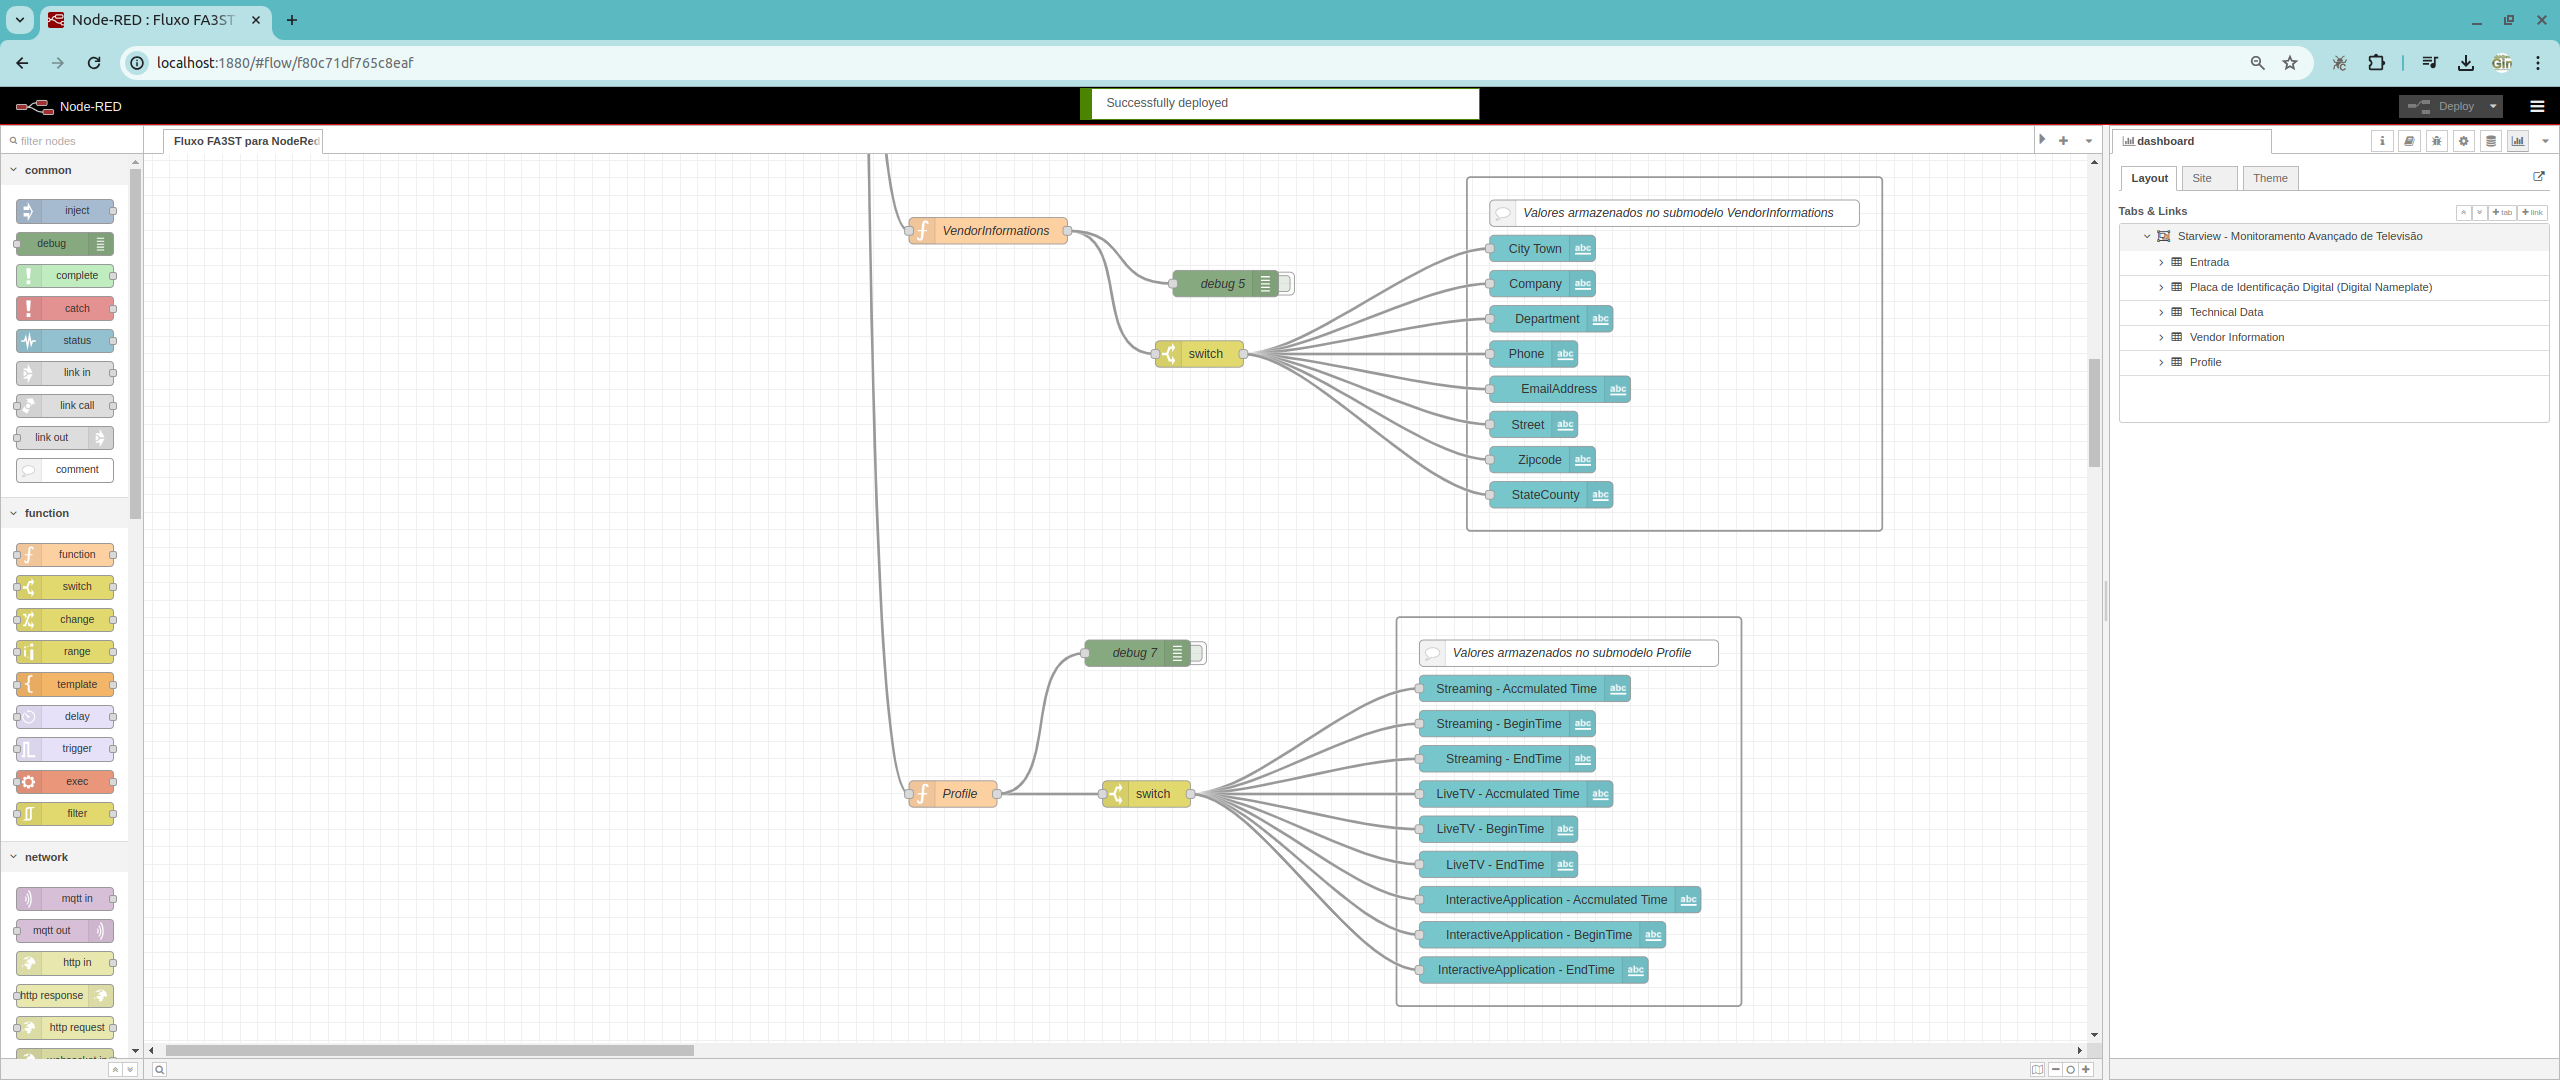 Node-RED : Fluxo FA3ST
localhost:1880/#flow/f80c71df765c8eaf
Node-RED
Successfully deployed
Deploy
filter nodes
common
inject
debug
complete
catch
status
link in
link call
link out
comment
function
function
switch
change
range
template
delay
trigger
exec
filter
network
mqtt in
mqtt out
http in
http response
http request
Fluxo FA3ST para NodeRed
VendorInformations
debug 5
switch
Valores armazenados no submodelo VendorInformations
City Town abc
Company abc
Department abc
Phone abc
EmailAddress abc
Street abc
Zipcode abc
StateCounty abc
debug 7
Profile
switch
Valores armazenados no submodelo Profile
Streaming - Accmulated Time abc
Streaming - BeginTime abc
Streaming - EndTime abc
LiveTV - Accmulated Time abc
LiveTV - BeginTime abc
LiveTV - EndTime abc
InteractiveApplication - Accmulated Time abc
InteractiveApplication - BeginTime abc
InteractiveApplication - EndTime abc
dashboard
Layout Site Theme
Tabs & Links
tab link
Starview - Monitoramento Avançado de Televisão
Entrada
Placa de Identificação Digital (Digital Nameplate)
Technical Data
Vendor Information
Profile